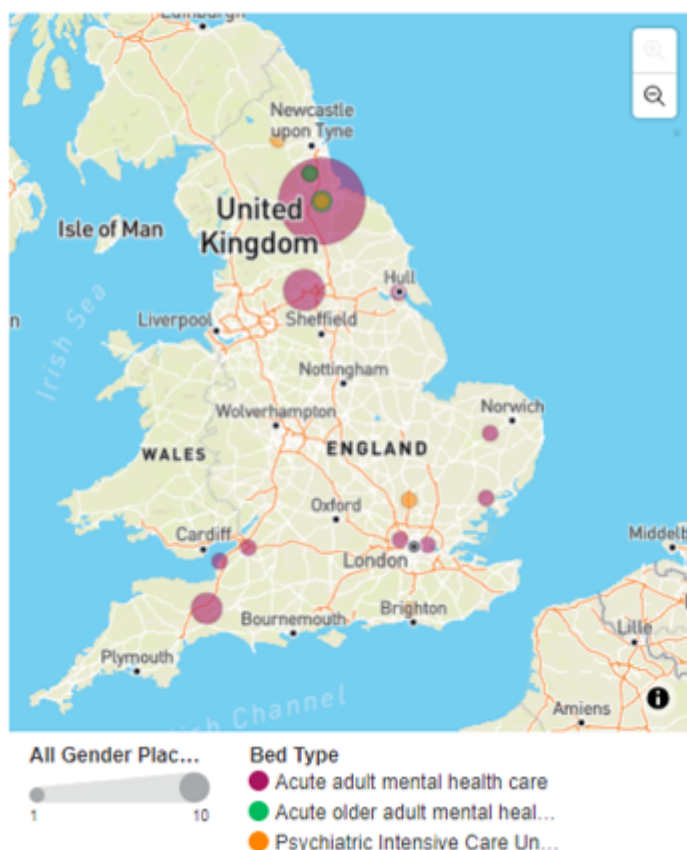 Edinburgh
Newcastle
upon Tyne
United
Kingdom
Isle of Man
Irish Sea
Hull
Liverpool
Sheffield
n
Nottingham
Norwich
Wolverhampton
WALES
ENGLAND
Oxford
Cardiff
London
Middelb
Bournemouth
Brighton
Lille
Plymouth
lish Channel
Amiens
i
All Gender Plac...
1
10
Bed Type
Acute adult mental health care
Acute older adult mental heal...
Psychiatric Intensive Care Un...